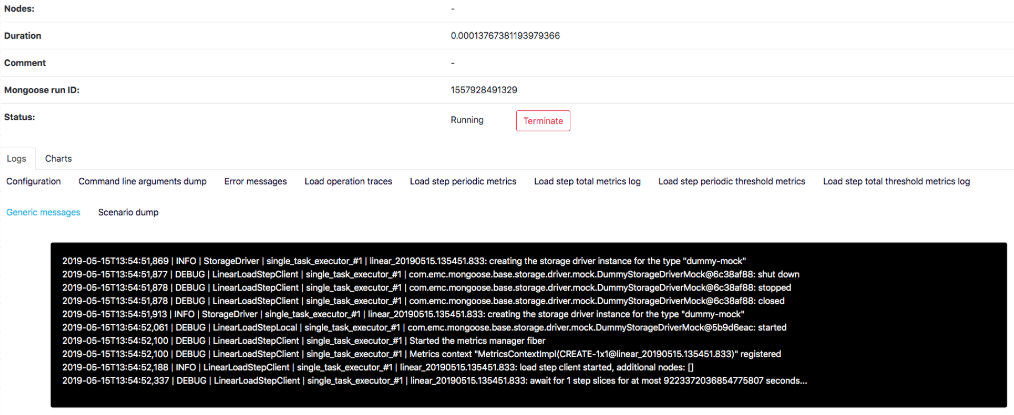 Nodes: -
Duration 0.00013767381193979366
Comment -
Mongoose run ID: 1557928491329
Status: Running Terminate
Logs Charts
Configuration Command line arguments dump Error messages Load operation traces Load step periodic metrics Load step total metrics log Load step periodic threshold metrics Load step total threshold metrics log
Generic messages Scenario dump
2019-05-15T13:54:51,869 | INFO | StorageDriver | single_task_executor_#1 | linear_20190515.135451.833: creating the storage driver instance for the type "dummy-mock"
2019-05-15T13:54:51,877 | DEBUG | LinearLoadStepClient | single_task_executor_#1 | com.emc.mongoose.base.storage.driver.mock.DummyStorageDriverMock@6c38af88: shut down
2019-05-15T13:54:51,878 | DEBUG | LinearLoadStepClient | single_task_executor_#1 | com.emc.mongoose.base.storage.driver.mock.DummyStorageDriverMock@6c38af88: stopped
2019-05-15T13:54:51,878 | DEBUG | LinearLoadStepClient | single_task_executor_#1 | com.emc.mongoose.base.storage.driver.mock.DummyStorageDriverMock@6c38af88: closed
2019-05-15T13:54:51,913 | INFO | StorageDriver | single_task_executor_#1 | linear_20190515.135451.833: creating the storage driver instance for the type "dummy-mock"
2019-05-15T13:54:52,061 | DEBUG | LinearLoadStepLocal | single_task_executor_#1 | com.emc.mongoose.base.storage.driver.mock.DummyStorageDriverMock@5b9d6eac: started
2019-05-15T13:54:52,100 | DEBUG | LinearLoadStepClient | single_task_executor_#1 | Started the metrics manager fiber
2019-05-15T13:54:52,100 | DEBUG | LinearLoadStepClient | single_task_executor_#1 | Metrics context "MetricsContextImpl(CREATE-1x1@linear_20190515.135451.833)" registered
2019-05-15T13:54:52,188 | INFO | LinearLoadStepClient | single_task_executor_#1 | linear_20190515.135451.833: load step client started, additional nodes: []
2019-05-15T13:54:52,337 | DEBUG | LinearLoadStepClient | single_task_executor_#1 | linear_20190515.135451.833: await for 1 step slices for at most 9223372036854775807 seconds...